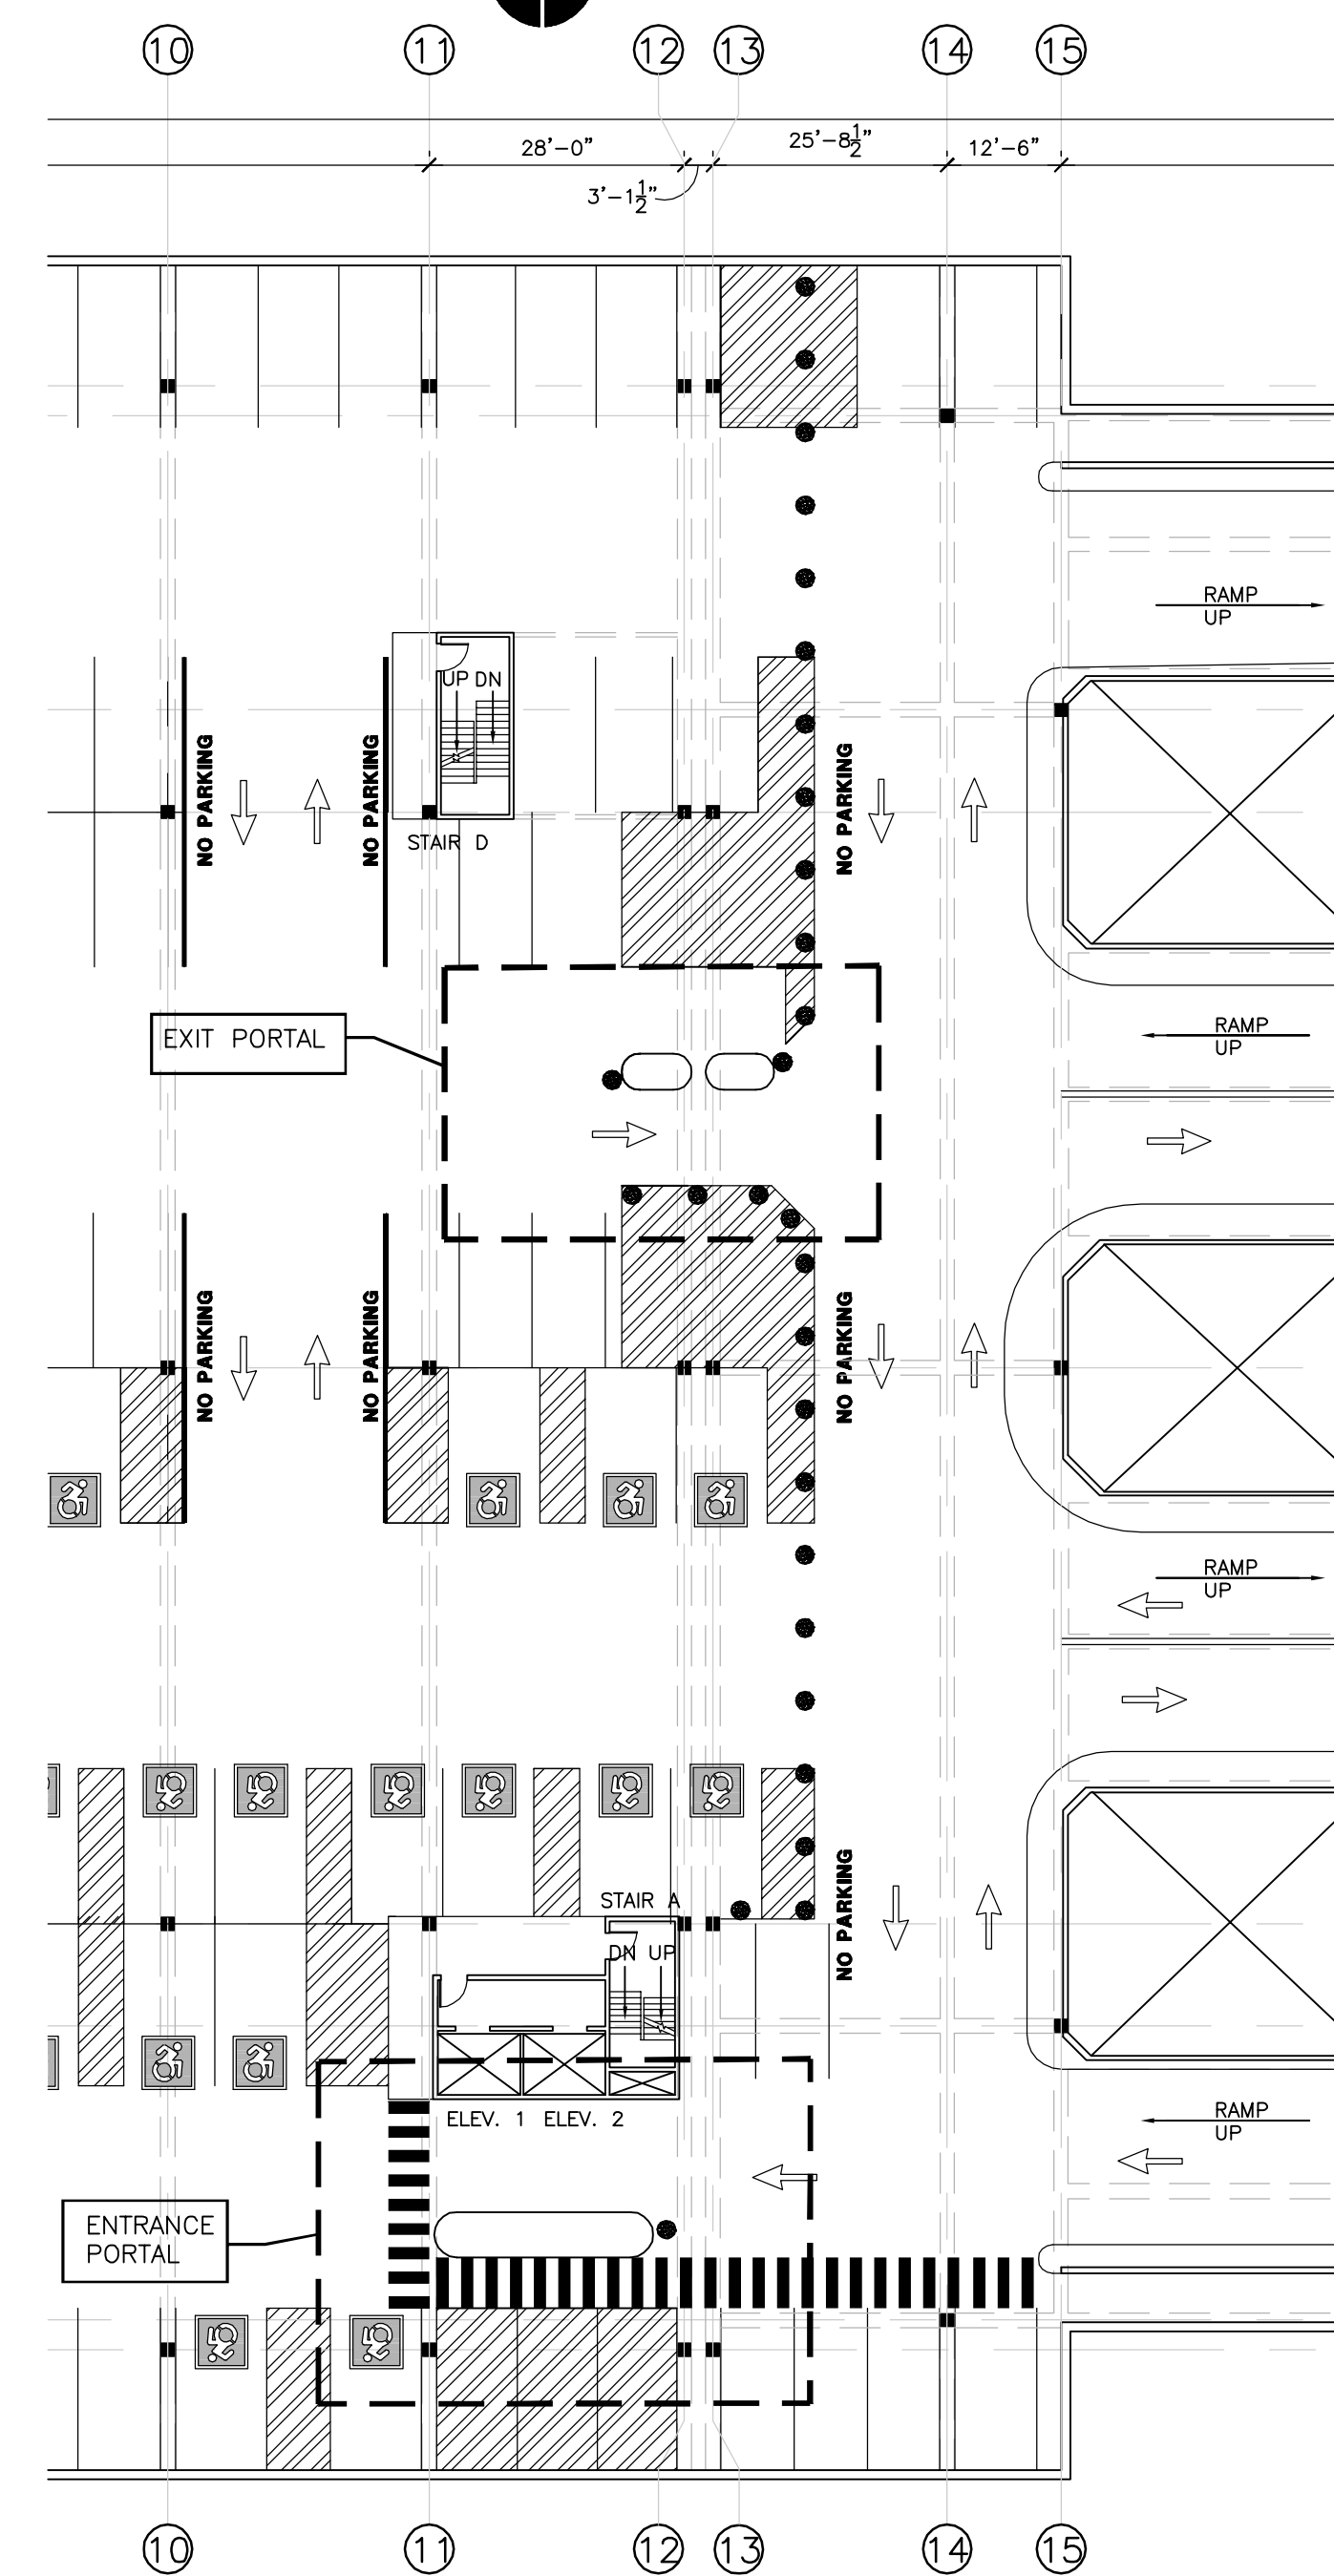 10 11 12 13 14 15
28'-0" 25'-8½" 12'-6"
3'-1½"
RAMP
UP
UP DN
NO PARKING NO PARKING NO PARKING
STAIR D
EXIT PORTAL
RAMP
UP
NO PARKING NO PARKING NO PARKING
RAMP
UP
STAIR A
DN UP
NO PARKING
ELEV. 1 ELEV. 2
RAMP
UP
ENTRANCE
PORTAL
10 11 12 13 14 15